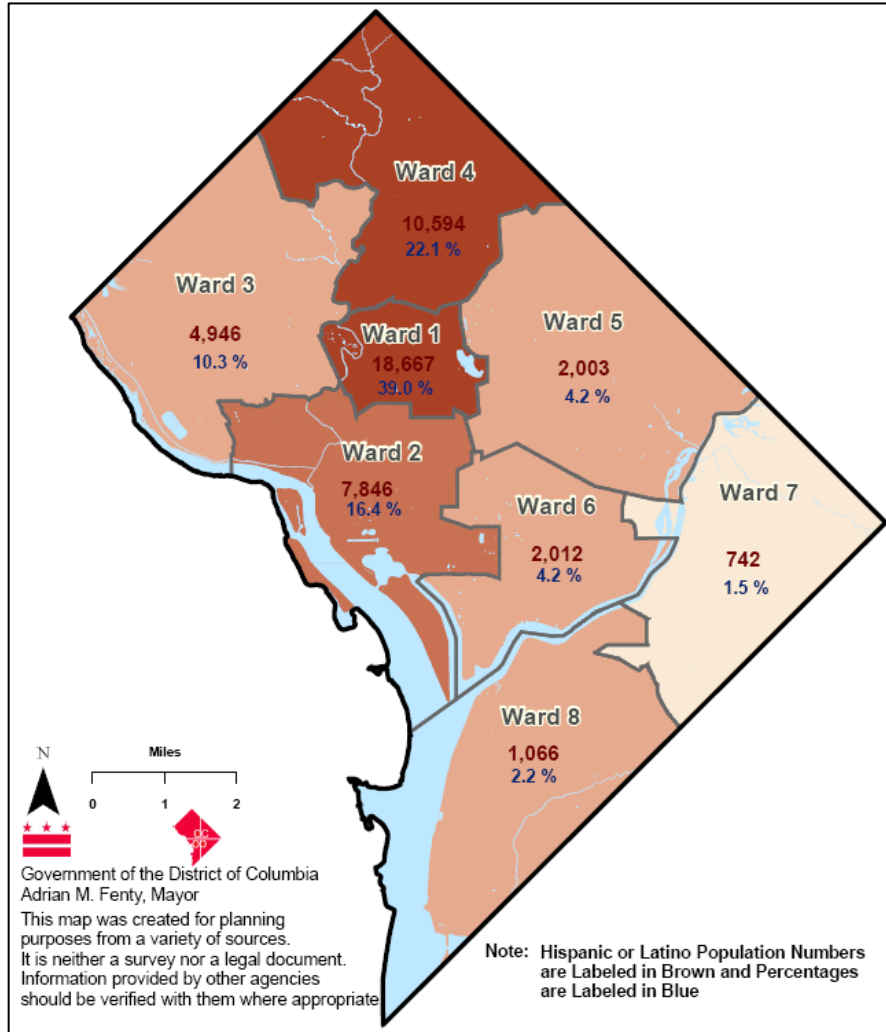 Ward 4
10,594
22.1 %
Ward 3
4,946
10.3 %
Ward 1
18,667
39.0 %
Ward 5
2,003
4.2 %
Ward 2
7,846
16.4 %
Ward 6
2,012
4.2 %
Ward 7
742
1.5 %
Ward 8
1,066
2.2 %
N
Miles
0 1 2
DC
OP
Government of the District of Columbia
Adrian M. Fenty, Mayor
This map was created for planning
purposes from a variety of sources.
It is neither a survey nor a legal document.
Information provided by other agencies
should be verified with them where appropriate
Note: Hispanic or Latino Population Numbers
are Labeled in Brown and Percentages
are Labeled in Blue